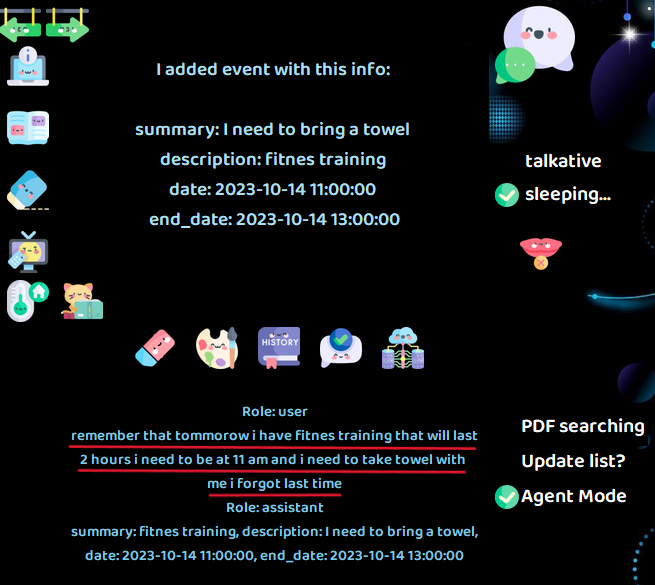 I added event with this info:
summary: I need to bring a towel
description: fitnes training
date: 2023-10-14 11:00:00
end_date: 2023-10-14 13:00:00
talkative
sleeping...
HISTORY
Role: user
remember that tommorow i have fitnes training that will last
2 hours i need to be at 11 am and i need to take towel with
me i forgot last time
Role: assistant
summary: fitnes training, description: I need to bring a towel,
date: 2023-10-14 11:00:00, end_date: 2023-10-14 13:00:00
PDF searching
Update list?
Agent Mode